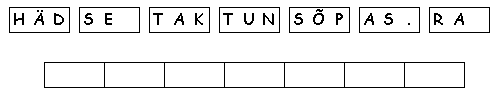 HÄD SE TAK TUN SÕP AS. RA